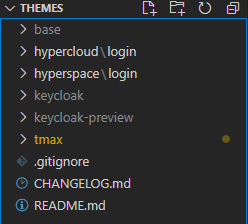 THEMES
base
hypercloud\login
hyperspace\login
keycloak
keycloak-preview
tmax
.gitignore
CHANGELOG.md
README.md